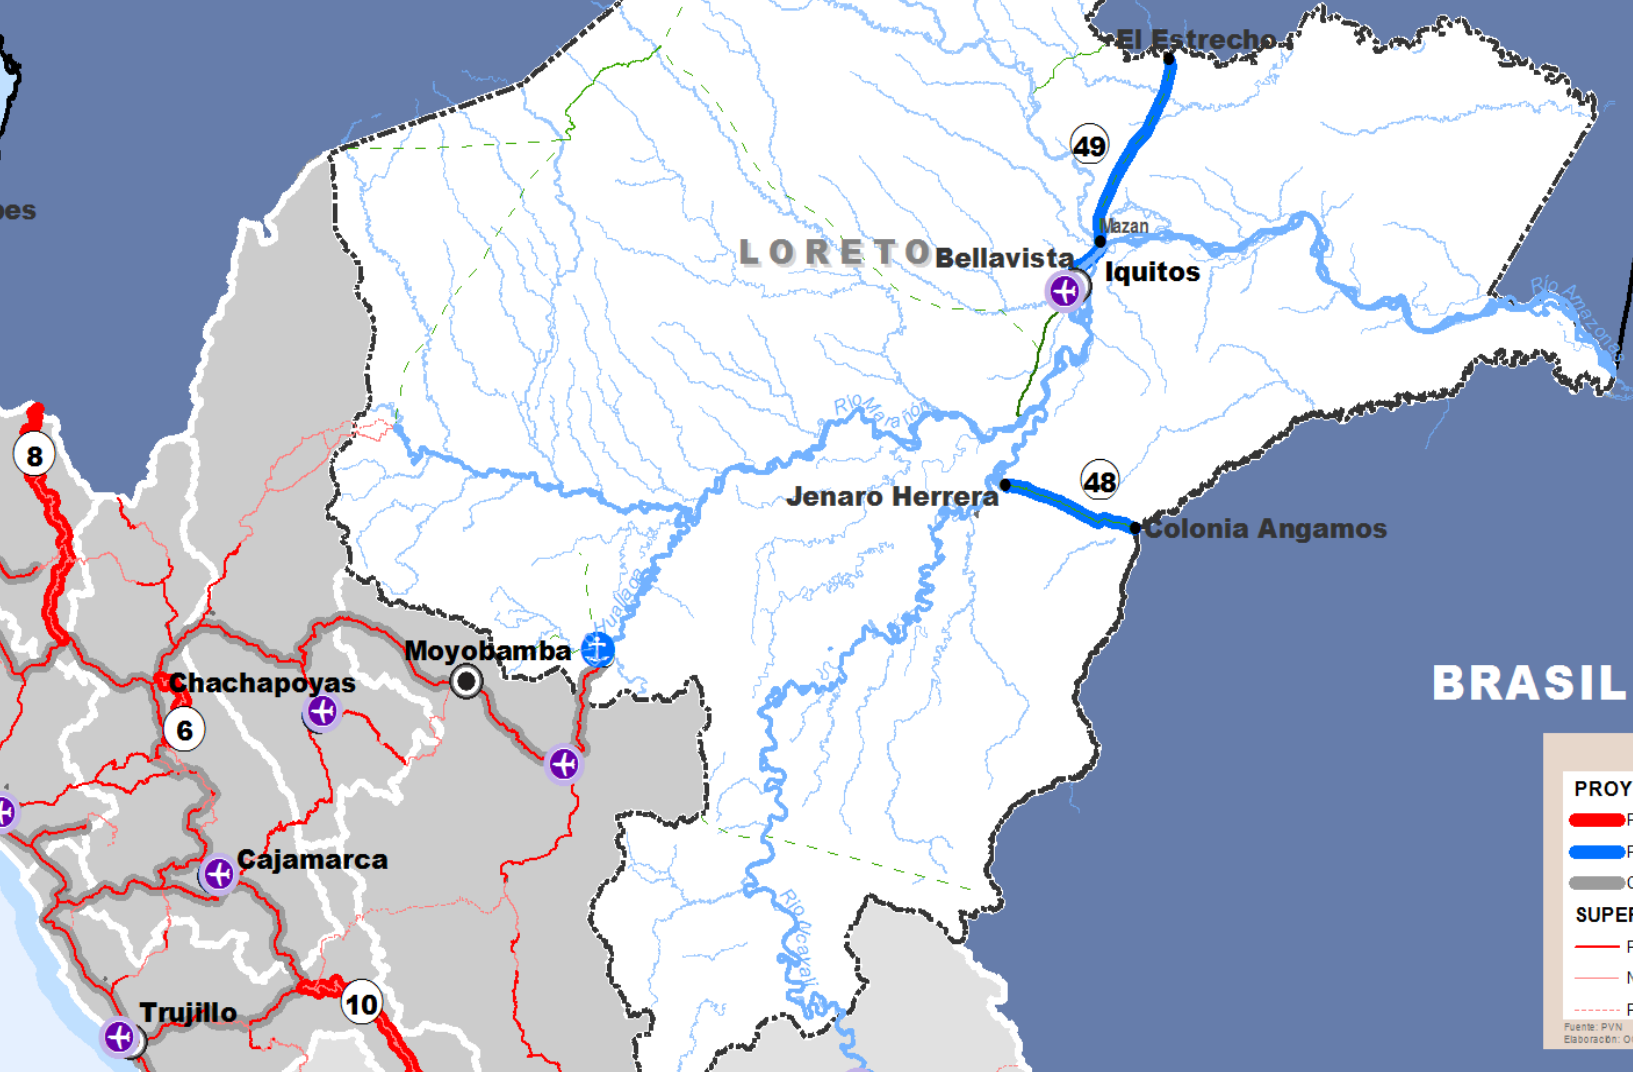 El Estrecho
49
Mazan
LORETO
Bellavista
Iquitos
Río Amazonas
Río Marañón
8
48
Jenaro Herrera
Colonia Angamos
Moyobamba
BRASIL
Chachapoyas
6
Cajamarca
Río Ucayali
10
Trujillo
PROY
SUPER
Fuente: PVN
Elaboración: O